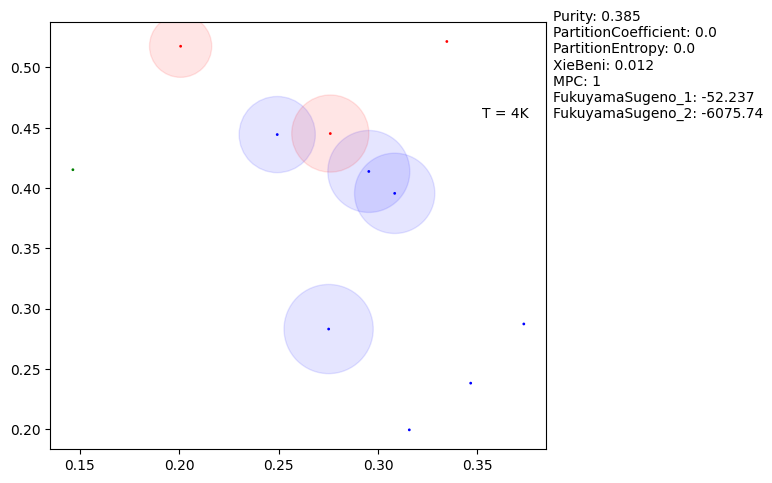 Purity: 0.385
PartitionCoefficient: 0.0
PartitionEntropy: 0.0
XieBeni: 0.012
MPC: 1
FukuyamaSugeno_1: -52.237
FukuyamaSugeno_2: -6075.74
T = 4K
0.50
0.45
0.40
0.35
0.30
0.25
0.20
0.15 0.20 0.25 0.30 0.35